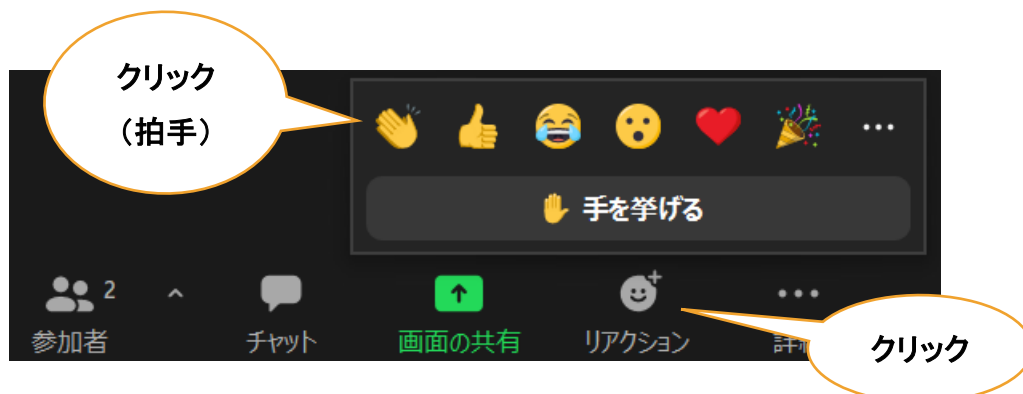 クリック
（拍手）
手を挙げる
2
参加者
チャット
画面の共有
リアクション
クリック